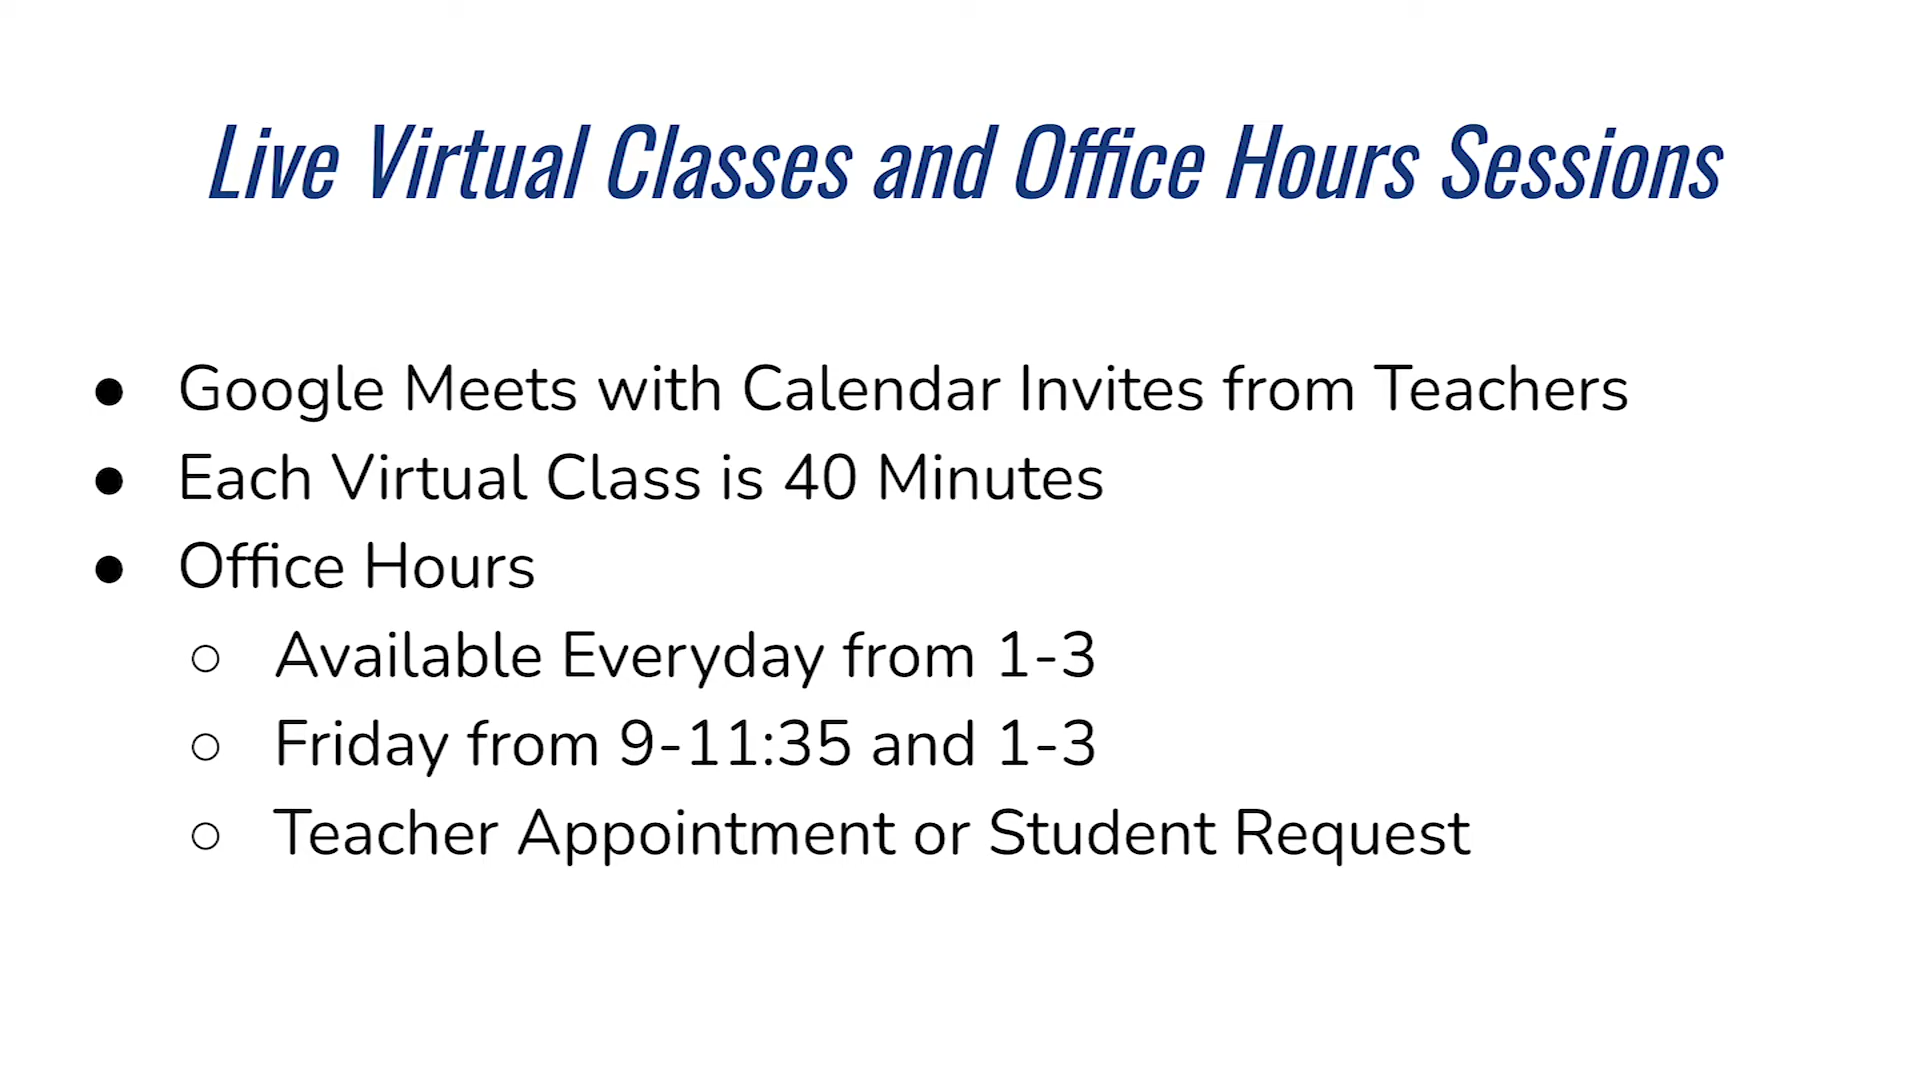 Live Virtual Classes and Office Hours Sessions
● Google Meets with Calendar Invites from Teachers
● Each Virtual Class is 40 Minutes
● Office Hours
○ Available Everyday from 1-3
○ Friday from 9-11:35 and 1-3
○ Teacher Appointment or Student Request